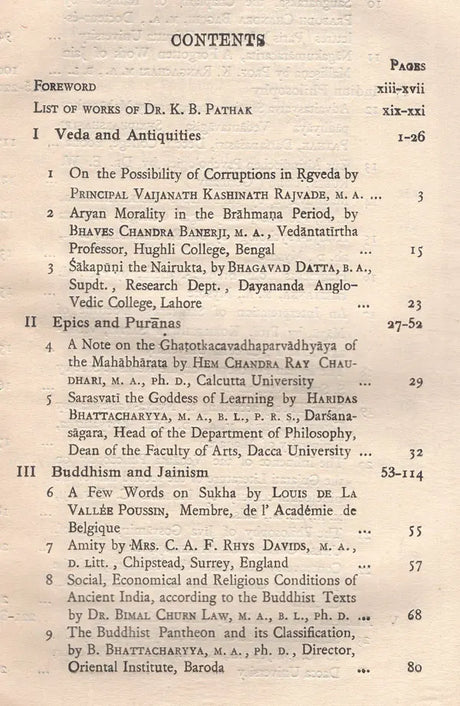 CONTENTS
PAGES
FOREWORD xiii-xvii
LIST OF WORKS OF DR. K. B. PATHAK xix-xxi
I Veda and Antiquities 1-26
1 On the Possibility of Corruptions in Ṛgveda by
PRINCIPAL VAIJANATH KASHINATH RAJVADE, M. A. ... 3
2 Aryan Morality in the Brāhmaṇa Period, by
BHAVES CHANDRA BANERJI, M. A., Vedāntatīrtha
Professor, Hughli College, Bengal ... 15
3 Śākapūṇi the Nairukta, by BHAGAVAD DATTA, B. A.,
Supdt., Research Dept., Dayananda Anglo-
Vedic College, Lahore ... 23
II Epics and Purāṇas 27-52
4 A Note on the Ghaṭotkacavadhaparvādhyāya of
the Mahābhārata by HEM CHANDRA RAY CHAU-
DHARI, M. A., ph. D., Calcutta University ... 29
5 Sarasvatī the Goddess of Learning by HARIDAS
BHATTACHARYYA, M. A., B. L., P. R. S., Darśana-
sāgara, Head of the Department of Philosophy,
Dean of the Faculty of Arts, Dacca University ... 32
III Buddhism and Jainism 53-114
6 A Few Words on Sukha by LOUIS DE LA
VALLÉE POUSSIN, Membre, de l' Académie de
Belgique ... 55
7 Amity by MRS. C. A. F. RHYS DAVIDS, M. A.,
D. Litt., Chipstead, Surrey, England ... 57
8 Social, Economical and Religious Conditions of
Ancient India, according to the Buddhist Texts
by DR. BIMAL CHURN LAW, M. A., B. L., ph. D. ... 68
9 The Buddhist Pantheon and its Classification,
by B. BHATTACHARYYA, M. A., ph. D., Director,
Oriental Institute, Baroda ... 80